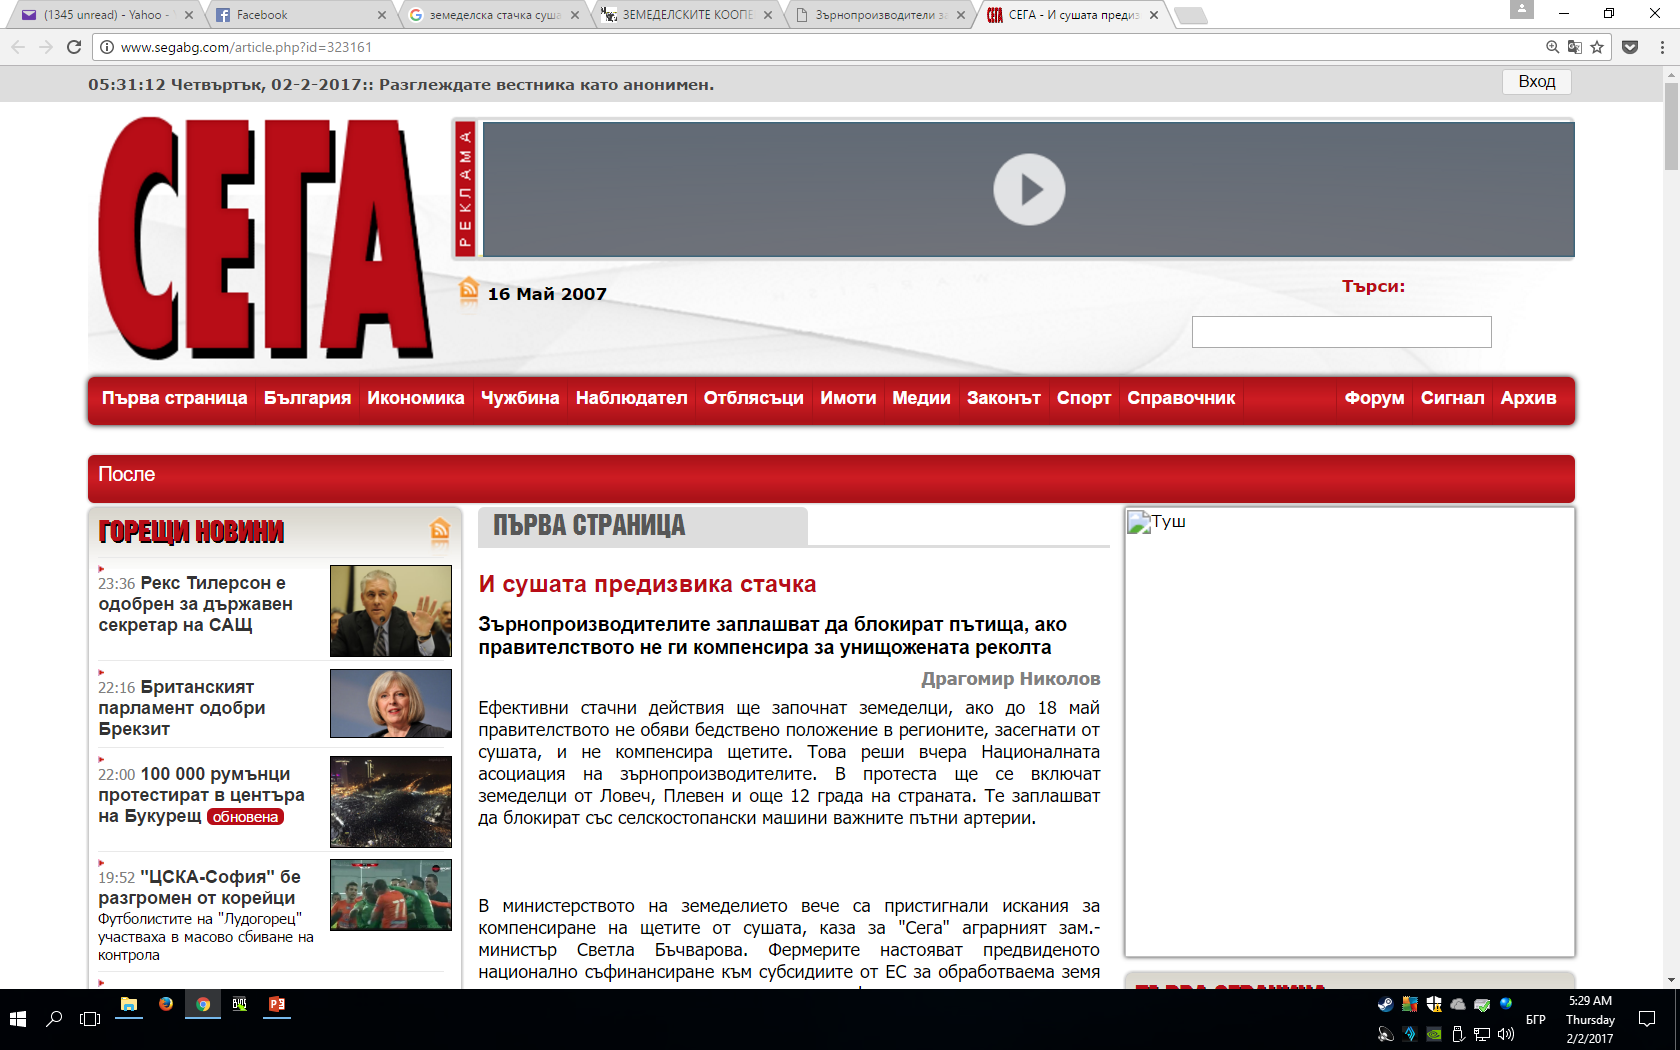 (1345 unread) - Yahoo -
Facebook
земеделска стачка суша
ЗЕМЕДЕЛСКИТЕ КООПЕ
Зърнопроизводители за
СЕГА - И сушата предиз
www.segabg.com/article.php?id=323161
05:31:12 Четвъртък, 02-2-2017:: Разглеждате вестника като анонимен.
Вход
СЕГА
РЕКЛАМА
16 Май 2007
Търси:
Първа страница България Икономика Чужбина Наблюдател Отблясъци Имоти Медии Законът Спорт Справочник Форум Сигнал Архив
После
ГОРЕЩИ НОВИНИ
23:36 Рекс Тилерсон е
одобрен за държавен
секретар на САЩ
22:16 Британският
парламент одобри
Брекзит
22:00 100 000 румънци
протестират в центъра
на Букурещ обновена
19:52 "ЦСКА-София" бе
разгромен от корейци
Футболистите на "Лудогорец"
участваха в масово сбиване на
контрола
ПЪРВА СТРАНИЦА
И сушата предизвика стачка
Зърнопроизводителите заплашват да блокират пътища, ако
правителството не ги компенсира за унищожената реколта
Драгомир Николов
Ефективни стачни действия ще започнат земеделци, ако до 18 май
правителството не обяви бедствено положение в регионите, засегнати от
сушата, и не компенсира щетите. Това реши вчера Националната
асоциация на зърнопроизводителите. В протеста ще се включат
земеделци от Ловеч, Плевен и още 12 града на страната. Те заплашват
да блокират със селскостопански машини важните пътни артерии.
В министерството на земеделието вече са пристигнали искания за
компенсиране на щетите от сушата, каза за "Сега" аграрният зам.-
министър Светла Бъчварова. Фермерите настояват предвиденото
национално съфинансиране към субсидиите от ЕС за обработваема земя
Туш
ПЪРВА СТРАНИЦА
БГР
5:29 AM
Thursday
2/2/2017